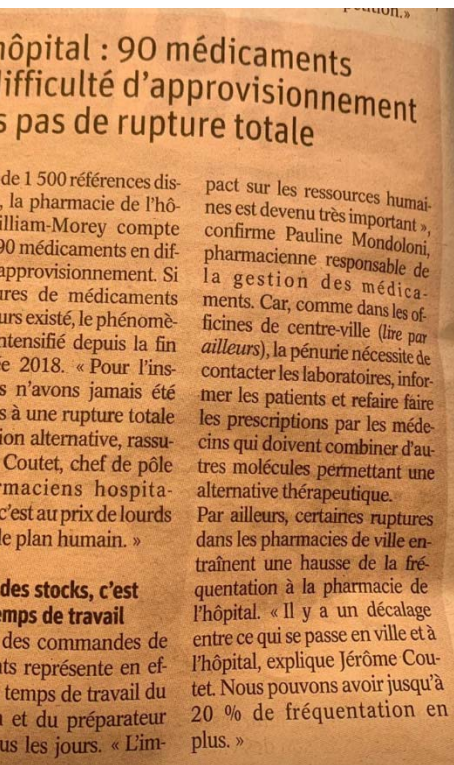 hôpital : 90 médicaments
difficulté d'approvisionnement
s pas de rupture totale
de 1 500 références dis-
, la pharmacie de l'hô-
illiam-Morey compte
90 médicaments en dif-
approvisionnement. Si
ures de médicaments
urs existé, le phénomè-
ntensifié depuis la fin
e 2018. « Pour l'ins-
s n'avons jamais été
s à une rupture totale
ion alternative, rassu-
Coutet, chef de pôle
rmaciens hospita-
c'est au prix de lourds
le plan humain. »
des stocks, c'est
emps de travail
des commandes de
nts représente en ef-
temps de travail du
n et du préparateur
us les jours. « L'im-
pact sur les ressources humai-
nes est devenu très important »,
confirme Pauline Mondoloni,
pharmacienne responsable de
la gestion des médica-
ments. Car, comme dans les of-
ficines de centre-ville (lire par
ailleurs), la pénurie nécessite de
contacter les laboratoires, infor-
mer les patients et refaire faire
les prescriptions par les méde-
cins qui doivent combiner d'au-
tres molécules permettant une
alternative thérapeutique.
Par ailleurs, certaines ruptures
dans les pharmacies de ville en-
traînent une hausse de la fré-
quentation à la pharmacie de
l'hôpital. « Il y a un décalage
entre ce qui se passe en ville et à
l'hôpital, explique Jérôme Cou-
tet. Nous pouvons avoir jusqu'à
20 % de fréquentation en
plus. »